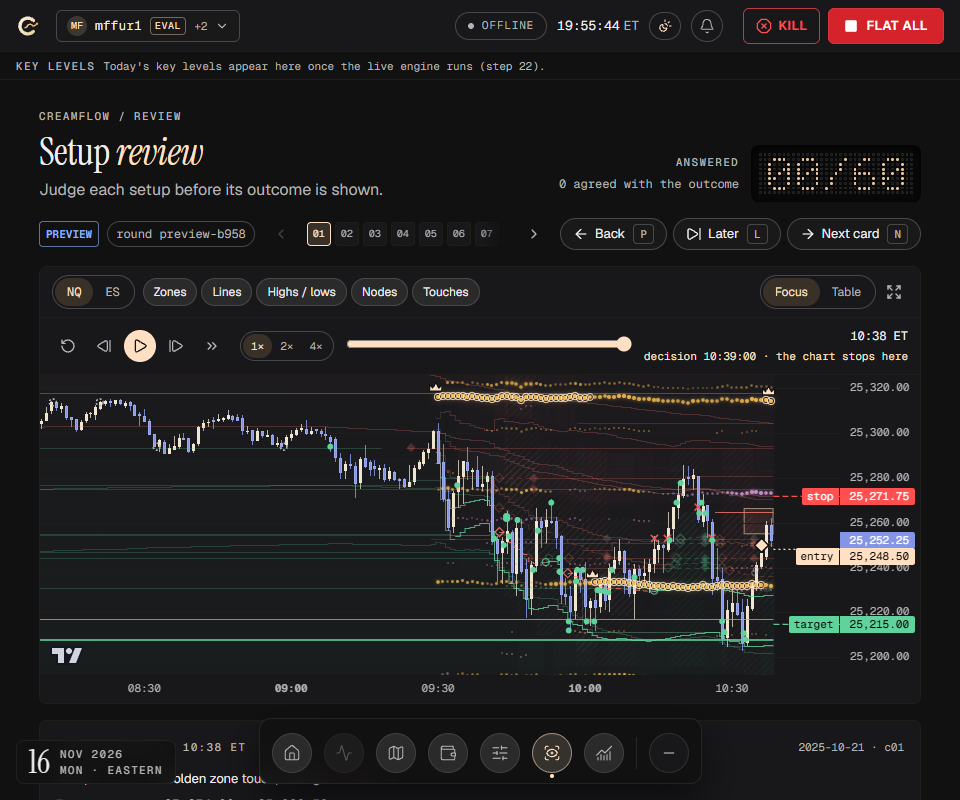 MF mffur1 EVAL +2
OFFLINE 19:55:44 ET KILL FLAT ALL
KEY LEVELS Today's key levels appear here once the live engine runs (step 22).
CREAMFLOW / REVIEW
Setup review
Judge each setup before its outcome is shown.
ANSWERED
0 agreed with the outcome
00/60
PREVIEW round preview-b958
01 02 03 04 05 06 07
Back P Later L Next card N
NQ ES Zones Lines Highs / lows Nodes Touches
Focus Table
1× 2× 4×
10:38 ET
decision 10:39:00 · the chart stops here
25,320.00
25,300.00
25,280.00
stop 25,271.75
25,260.00
25,252.25
entry 25,248.50
25,240.00
25,220.00
target 25,215.00
25,200.00
08:30 09:00 09:30 10:00 10:30
10:38 ET
2025-10-21 · c01
16 NOV 2026
MON · EASTERN